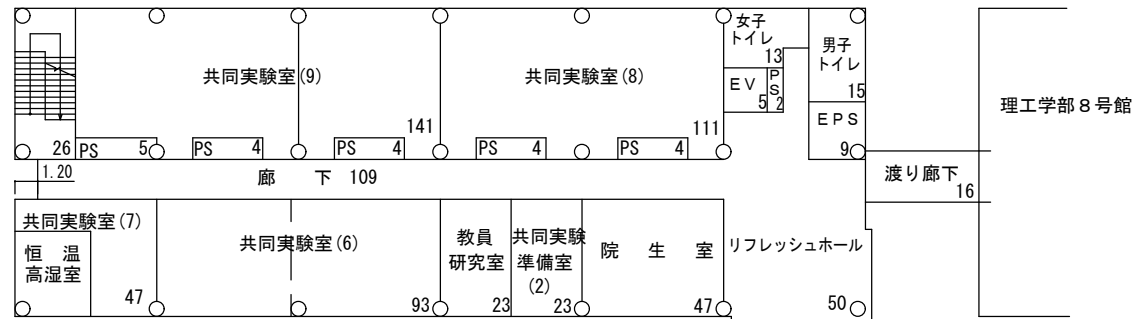 女子
トイレ
13
男子
トイレ
15
共同実験室(9)
141
共同実験室(8)
111
EV
5
PS
2
EPS
9
理工学部8号館
26
PS 5
PS 4
PS 4
PS 4
PS 4
1.20
廊 下 109
渡り廊下
16
共同実験室(7)
47
恒 温
高湿室
共同実験室(6)
93
教員
研究室
23
共同実験
準備室
(2)
23
院 生 室
47
リフレッシュホール
50